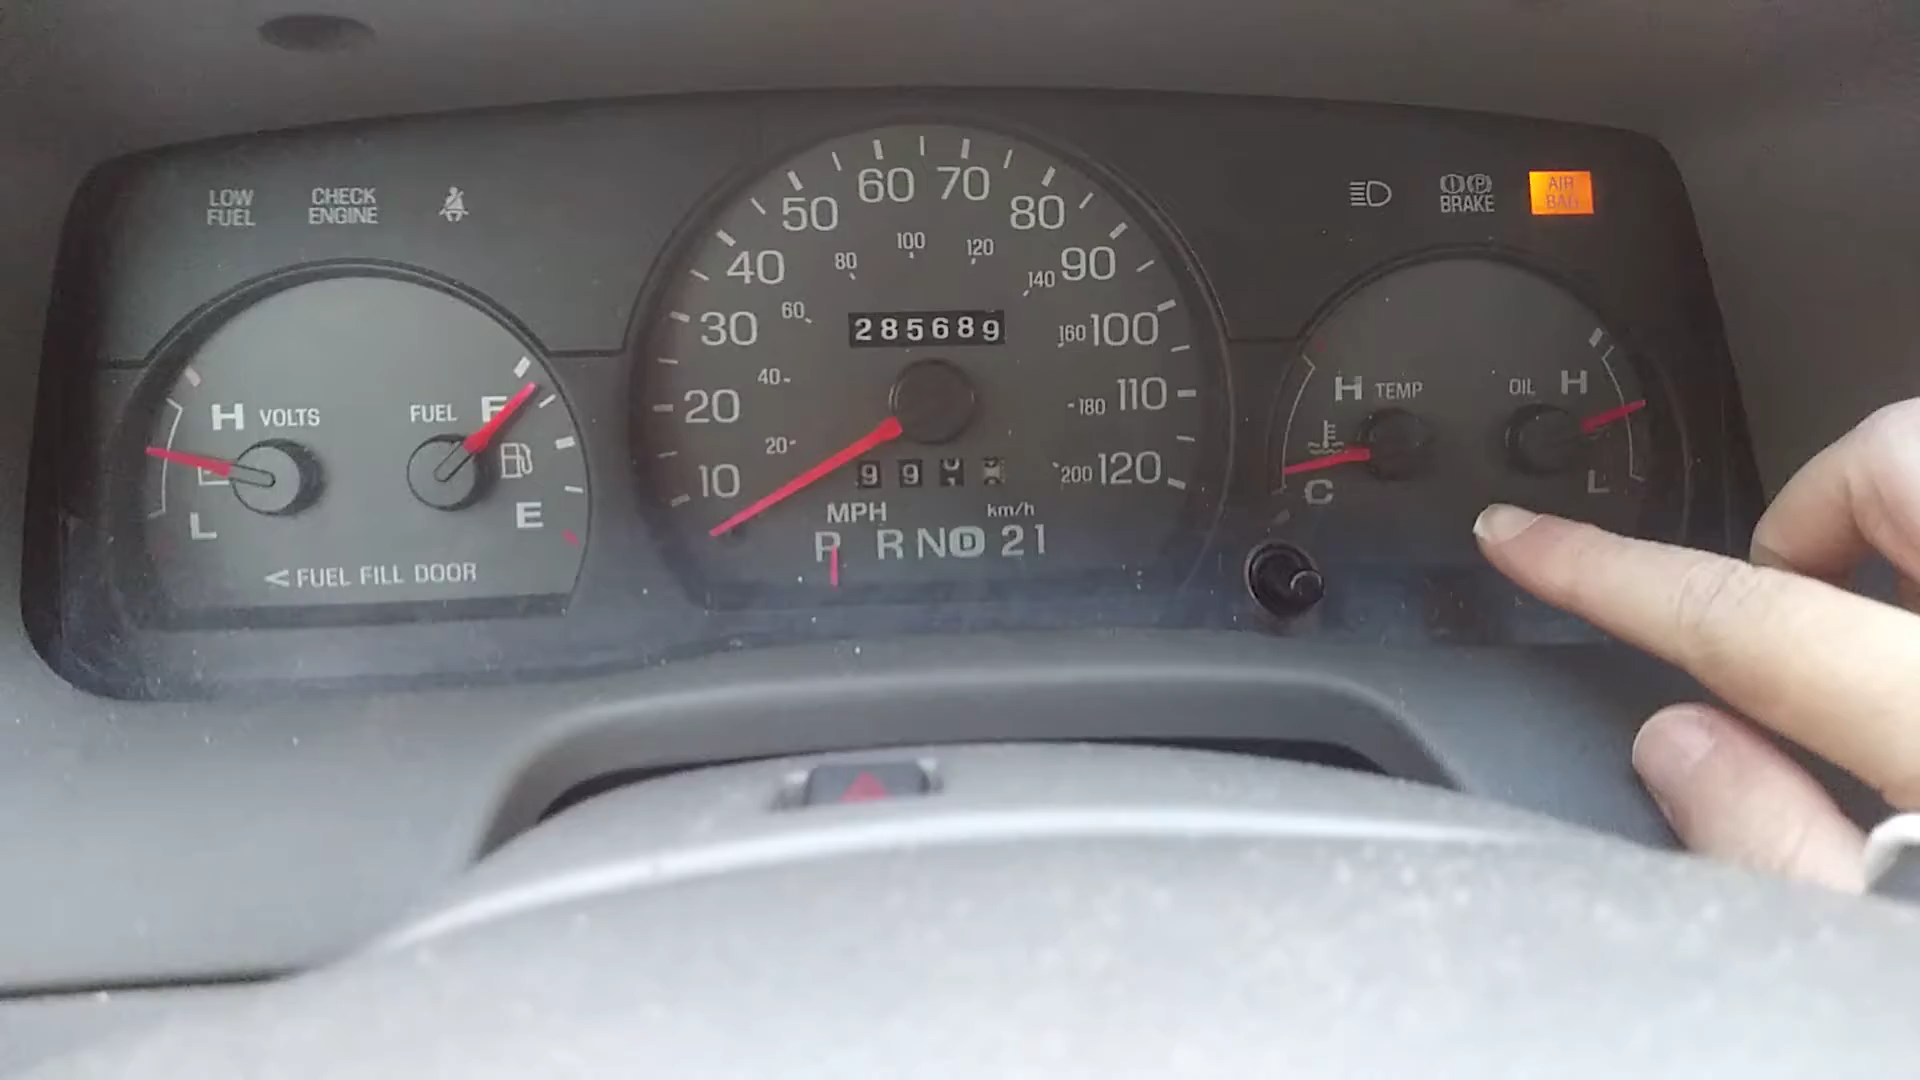 LOW FUEL
CHECK ENGINE
BRAKE
AIR BAG
10 20 30 40 50 60 70 80 90 100 110 120
20 40 60 80 100 120 140 160 180 200
285689
9 9
MPH km/h
P R N D 2 1
H VOLTS
L
FUEL F
E
< FUEL FILL DOOR
H TEMP
C
OIL H
L